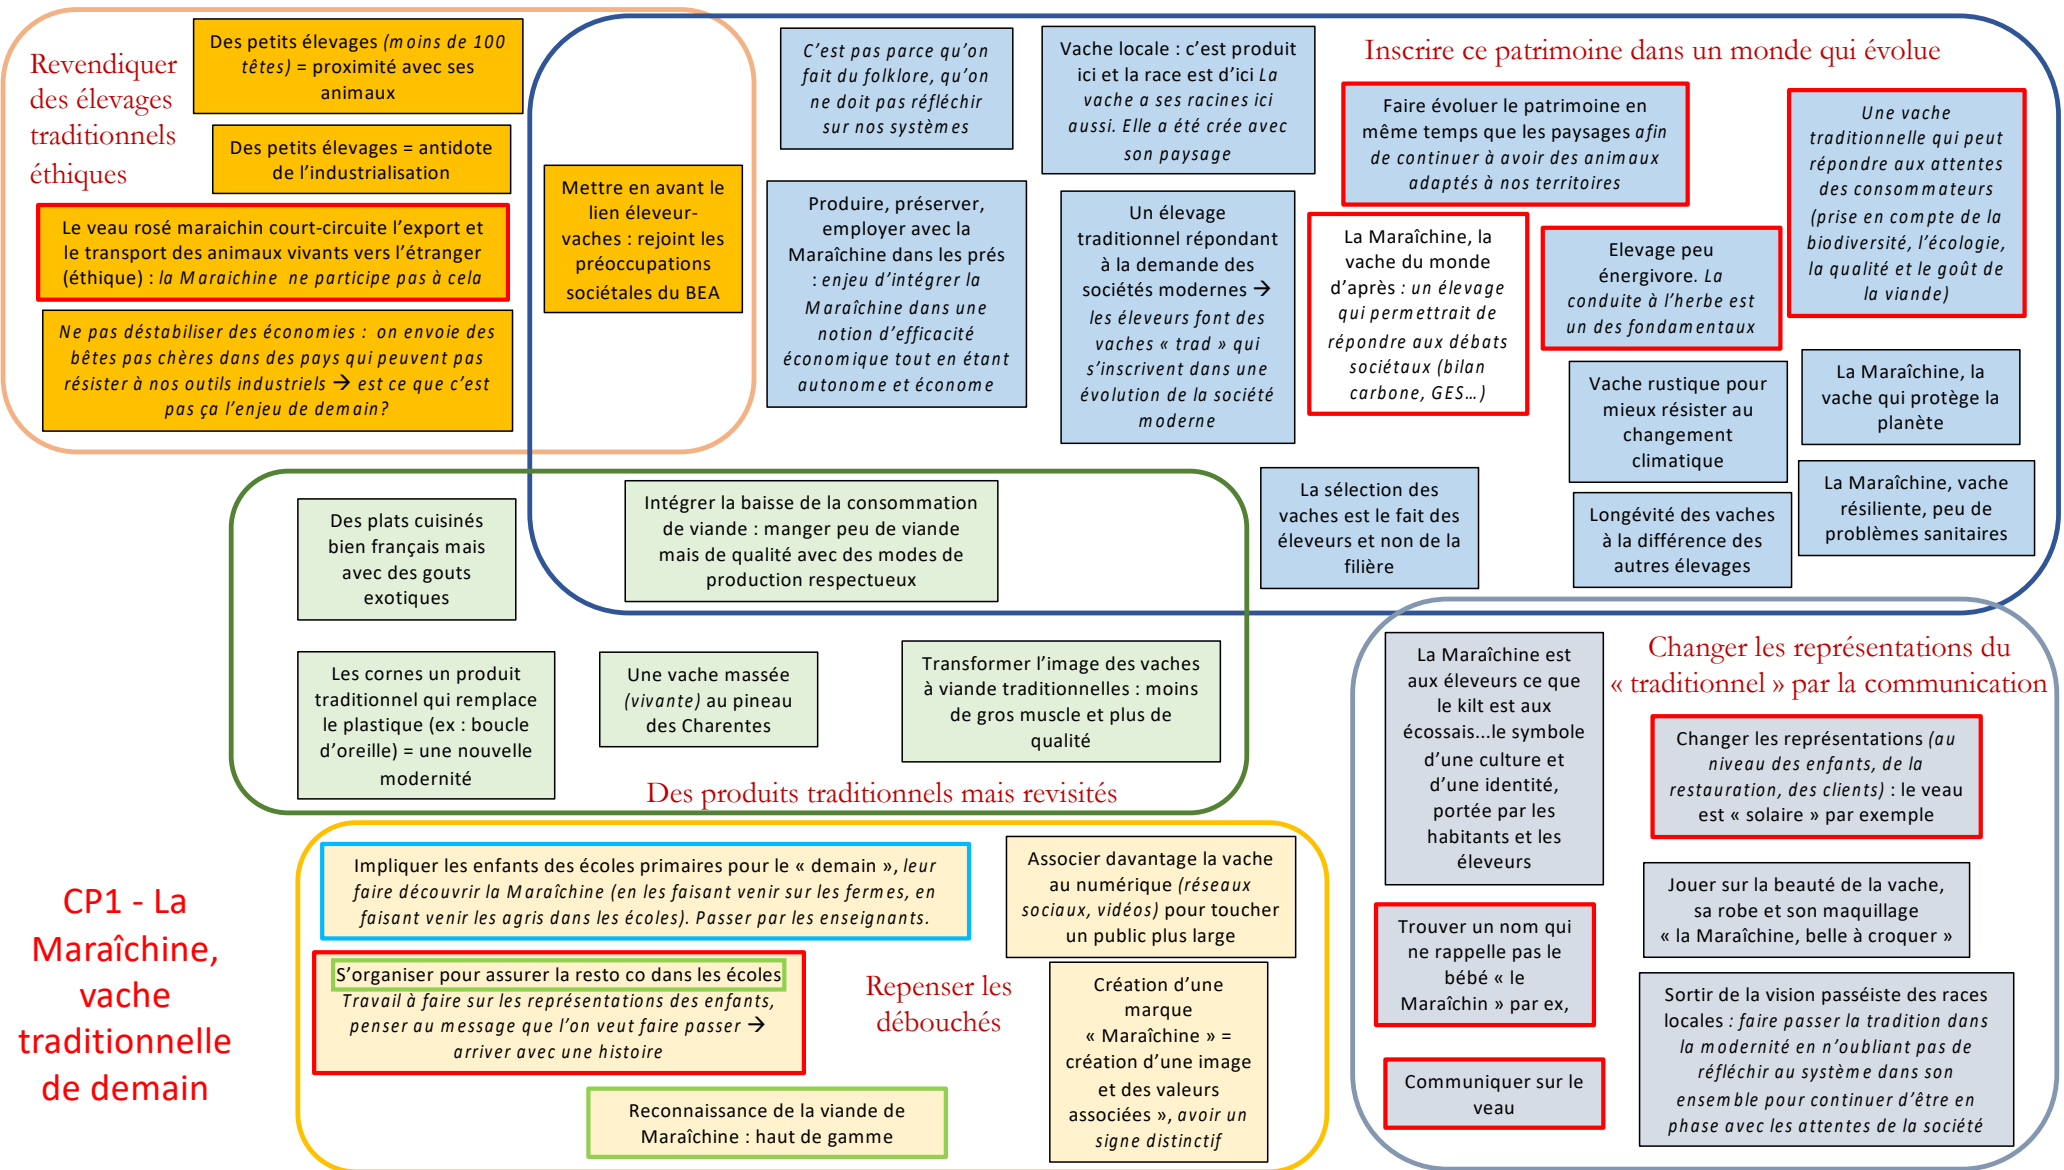 Revendiquer
des élevages
traditionnels
éthiques
Des petits élevages (moins de 100
têtes) = proximité avec ses
animaux
Des petits élevages = antidote
de l'industrialisation
Le veau rosé maraichin court-circuite l'export et
le transport des animaux vivants vers l'étranger
(éthique) : la Maraichine ne participe pas à cela
Ne pas déstabiliser des économies : on envoie des
bêtes pas chères dans des pays qui peuvent pas
résister à nos outils industriels → est ce que c'est
pas ça l'enjeu de demain?
Mettre en avant le
lien éleveur-
vaches : rejoint les
préoccupations
sociétales du BEA
Inscrire ce patrimoine dans un monde qui évolue
C'est pas parce qu'on
fait du folklore, qu'on
ne doit pas réfléchir
sur nos systèmes
Vache locale : c'est produit
ici et la race est d'ici La
vache a ses racines ici
aussi. Elle a été crée avec
son paysage
Faire évoluer le patrimoine en
même temps que les paysages afin
de continuer à avoir des animaux
adaptés à nos territoires
Une vache
traditionnelle qui peut
répondre aux attentes
des consommateurs
(prise en compte de la
biodiversité, l'écologie,
la qualité et le goût de
la viande)
Produire, préserver,
employer avec la
Maraîchine dans les prés
: enjeu d'intégrer la
Maraîchine dans une
notion d'efficacité
économique tout en étant
autonome et économe
Un élevage
traditionnel répondant
à la demande des
sociétés modernes →
les éleveurs font des
vaches « trad » qui
s'inscrivent dans une
évolution de la société
moderne
La Maraîchine, la
vache du monde
d'après : un élevage
qui permettrait de
répondre aux débats
sociétaux (bilan
carbone, GES…)
Elevage peu
énergivore. La
conduite à l'herbe est
un des fondamentaux
Vache rustique pour
mieux résister au
changement
climatique
La Maraîchine, la
vache qui protège la
planète
La sélection des
vaches est le fait des
éleveurs et non de la
filière
Longévité des vaches
à la différence des
autres élevages
La Maraîchine, vache
résiliente, peu de
problèmes sanitaires
Des plats cuisinés
bien français mais
avec des gouts
exotiques
Intégrer la baisse de la consommation
de viande : manger peu de viande
mais de qualité avec des modes de
production respectueux
Les cornes un produit
traditionnel qui remplace
le plastique (ex : boucle
d'oreille) = une nouvelle
modernité
Une vache massée
(vivante) au pineau
des Charentes
Transformer l'image des vaches
à viande traditionnelles : moins
de gros muscle et plus de
qualité
Des produits traditionnels mais revisités
Changer les représentations du
« traditionnel » par la communication
La Maraîchine est
aux éleveurs ce que
le kilt est aux
écossais...le symbole
d'une culture et
d'une identité,
portée par les
habitants et les
éleveurs
Changer les représentations (au
niveau des enfants, de la
restauration, des clients) : le veau
est « solaire » par exemple
Jouer sur la beauté de la vache,
sa robe et son maquillage
« la Maraîchine, belle à croquer »
Trouver un nom qui
ne rappelle pas le
bébé « le
Maraîchin » par ex,
Sortir de la vision passéiste des races
locales : faire passer la tradition dans
la modernité en n'oubliant pas de
réfléchir au système dans son
ensemble pour continuer d'être en
phase avec les attentes de la société
Communiquer sur le
veau
CP1 - La
Maraîchine,
vache
traditionnelle
de demain
Impliquer les enfants des écoles primaires pour le « demain », leur
faire découvrir la Maraîchine (en les faisant venir sur les fermes, en
faisant venir les agris dans les écoles). Passer par les enseignants.
Associer davantage la vache
au numérique (réseaux
sociaux, vidéos) pour toucher
un public plus large
S'organiser pour assurer la resto co dans les écoles
Travail à faire sur les représentations des enfants,
penser au message que l'on veut faire passer →
arriver avec une histoire
Repenser les
débouchés
Création d'une
marque
« Maraîchine » =
création d'une image
et des valeurs
associées », avoir un
signe distinctif
Reconnaissance de la viande de
Maraîchine : haut de gamme